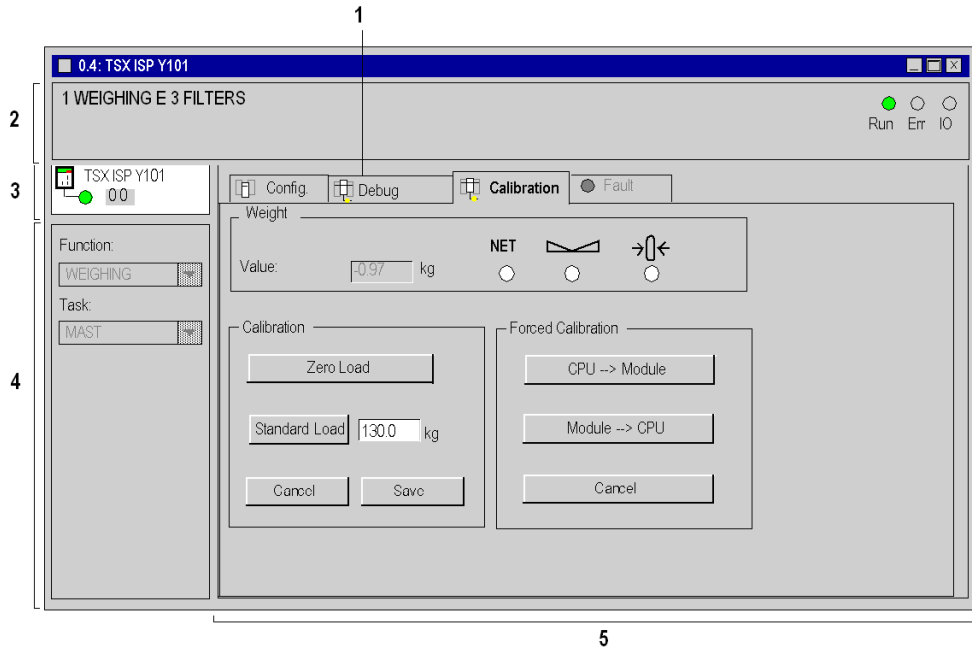 1
0.4: TSX ISP Y101
2
1 WEIGHING E 3 FILTERS
Run Err IO
3
TSX ISP Y101
0 0
Config. Debug Calibration Fault
4
Function:
WEIGHING
Task:
MAST
Weight
Value: -0.97 kg
NET
Calibration
Zero Load
Standard Load 130.0 kg
Cancel Save
Forced Calibration
CPU --> Module
Module --> CPU
Cancel
5